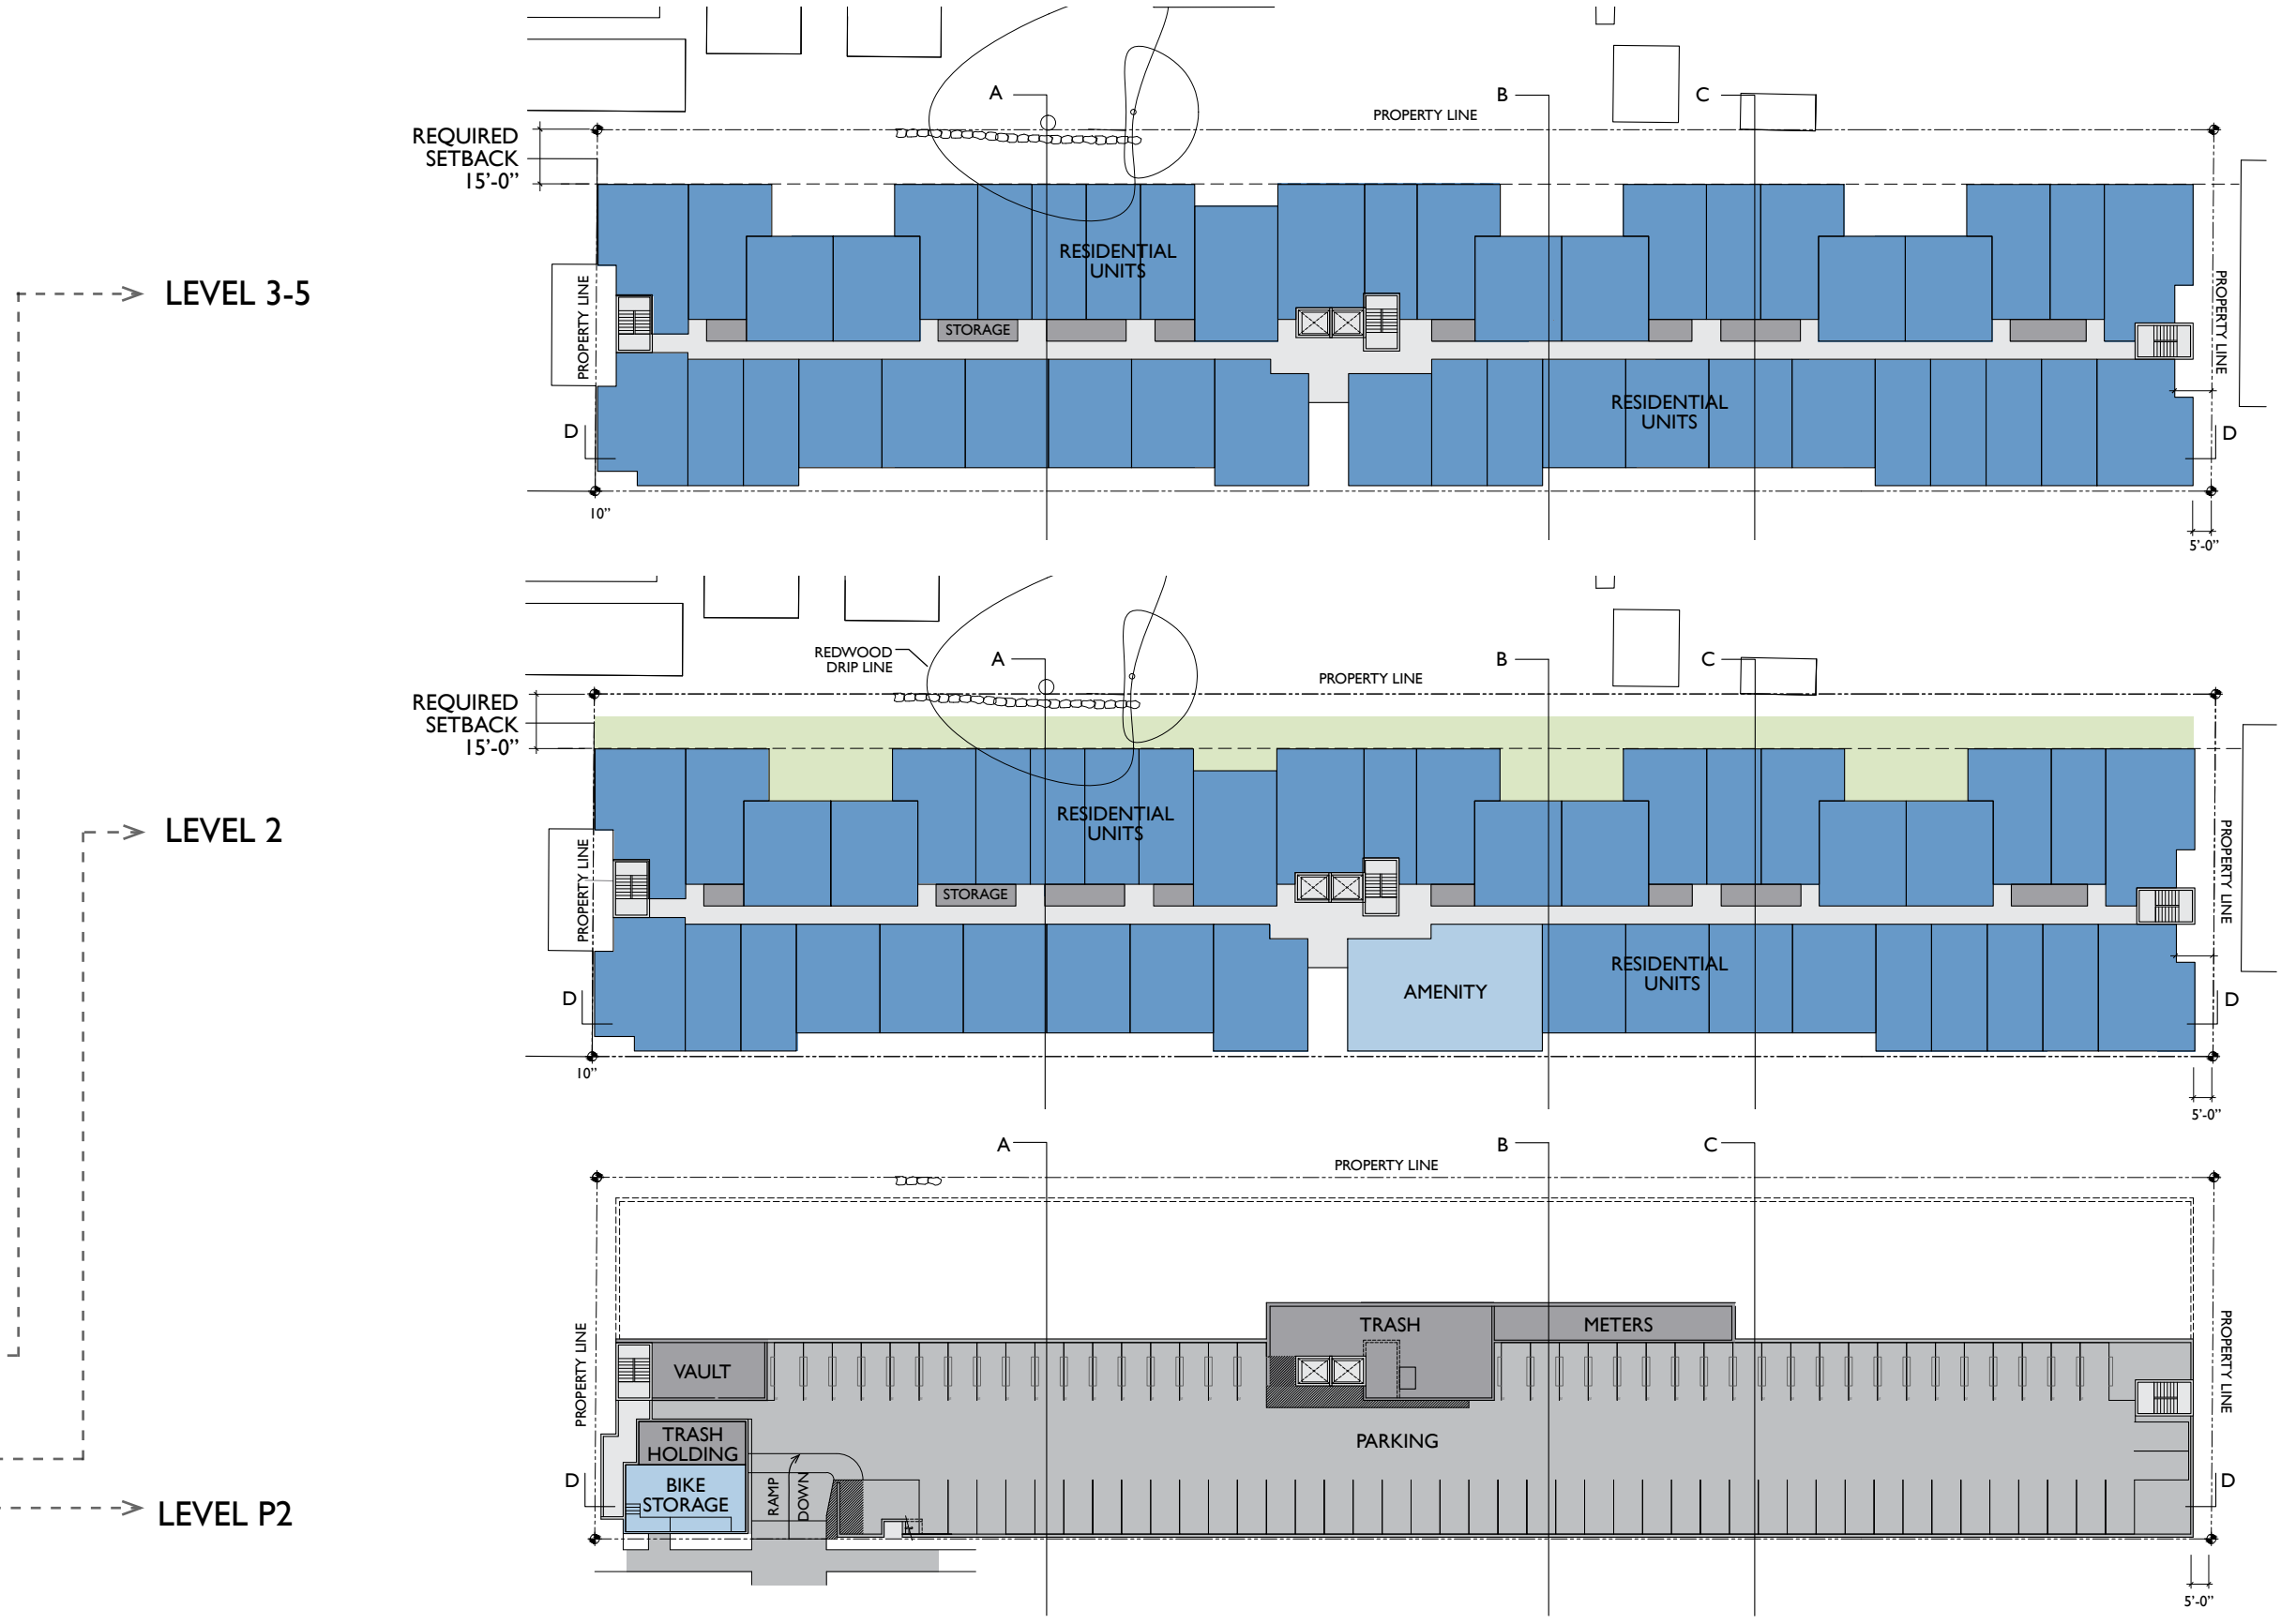 A
B
C
PROPERTY LINE
REQUIRED
SETBACK
15'-0"
LEVEL 3-5
RESIDENTIAL
UNITS
STORAGE
PROPERTY LINE
PROPERTY LINE
RESIDENTIAL
UNITS
D
D
10"
5'-0"
REDWOOD
DRIP LINE
A
B
C
PROPERTY LINE
REQUIRED
SETBACK
15'-0"
LEVEL 2
RESIDENTIAL
UNITS
STORAGE
PROPERTY LINE
PROPERTY LINE
AMENITY
RESIDENTIAL
UNITS
D
D
10"
5'-0"
A
B
C
PROPERTY LINE
TRASH
METERS
VAULT
PROPERTY LINE
PROPERTY LINE
TRASH
HOLDING
PARKING
BIKE
STORAGE
RAMP
DOWN
D
D
LEVEL P2
5'-0"